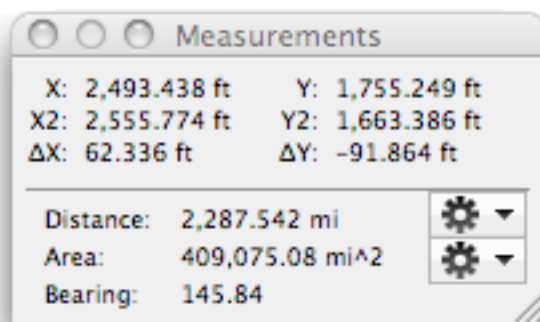 Measurements
X: 2,493.438 ft Y: 1,755.249 ft
X2: 2,555.774 ft Y2: 1,663.386 ft
ΔX: 62.336 ft ΔY: -91.864 ft
Distance: 2,287.542 mi
Area: 409,075.08 mi^2
Bearing: 145.84